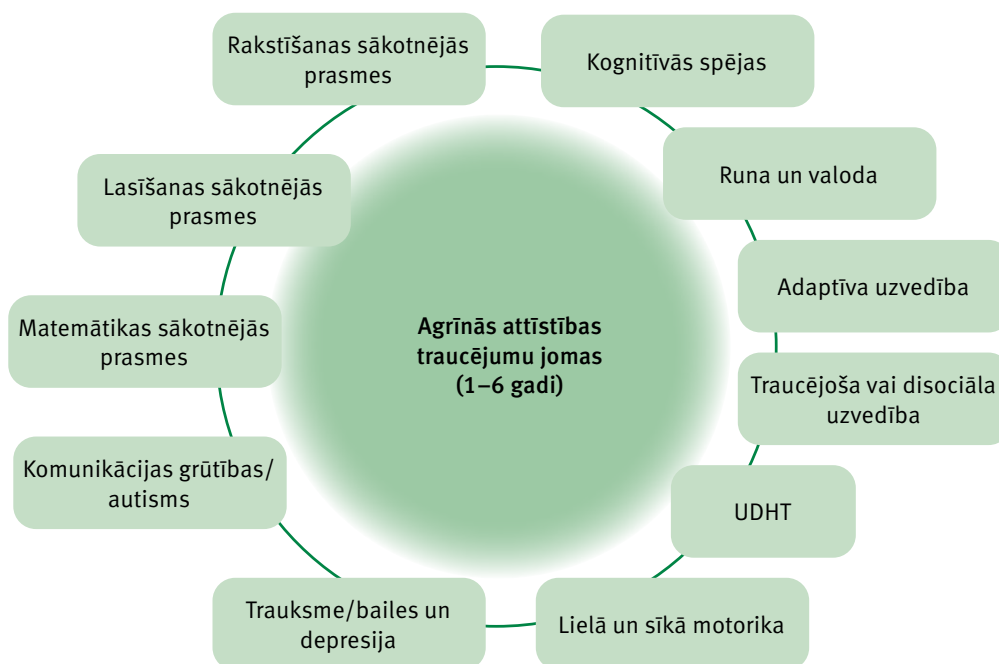 Rakstīšanas sākotnējās
prasmes
Kognitīvās spējas
Runa un valoda
Adaptīva uzvedība
Traucējoša vai disociāla
uzvedība
UDHT
Lielā un sīkā motorika
Trauksme/bailes un
depresija
Komunikācijas grūtības/
autisms
Matemātikas sākotnējās
prasmes
Lasīšanas sākotnējās
prasmes
Agrīnās attīstības
traucējumu jomas
(1–6 gadi)